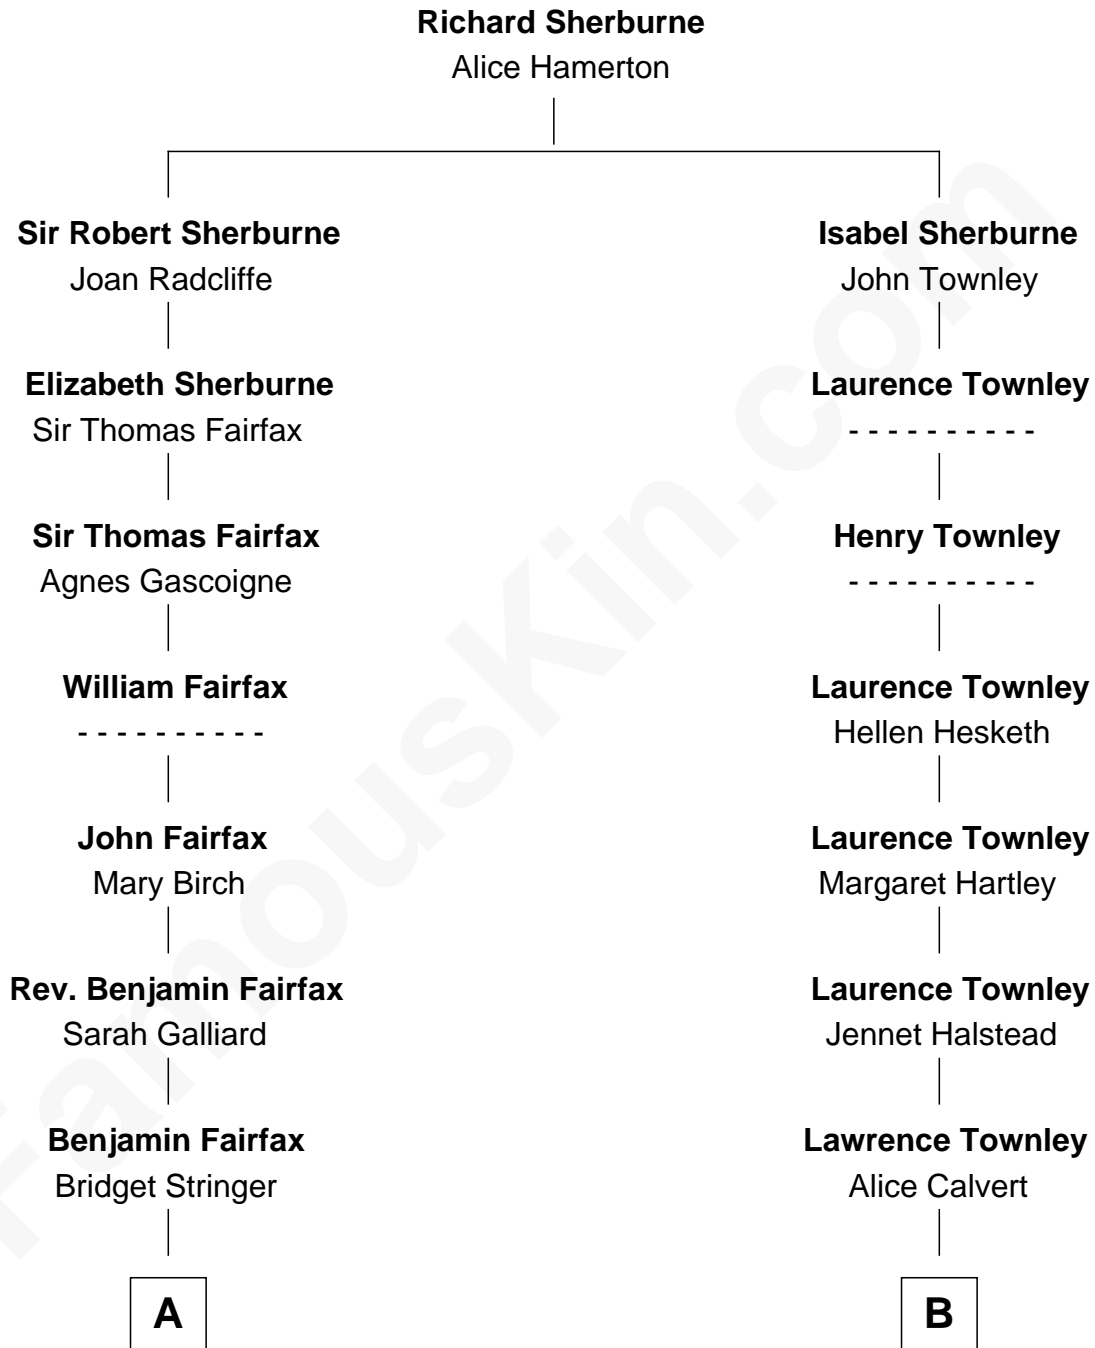 Richard Sherburne
Alice Hamerton
Sir Robert Sherburne
Joan Radcliffe
Isabel Sherburne
John Townley
Elizabeth Sherburne
Sir Thomas Fairfax
Laurence Townley
- - - - - - - - - -
Sir Thomas Fairfax
Agnes Gascoigne
Henry Townley
- - - - - - - - - -
William Fairfax
- - - - - - - - - -
Laurence Townley
Hellen Hesketh
John Fairfax
Mary Birch
Laurence Townley
Margaret Hartley
Rev. Benjamin Fairfax
Sarah Galliard
Laurence Townley
Jennet Halstead
Benjamin Fairfax
Bridget Stringer
Lawrence Townley
Alice Calvert
A
B
FamousKin.com